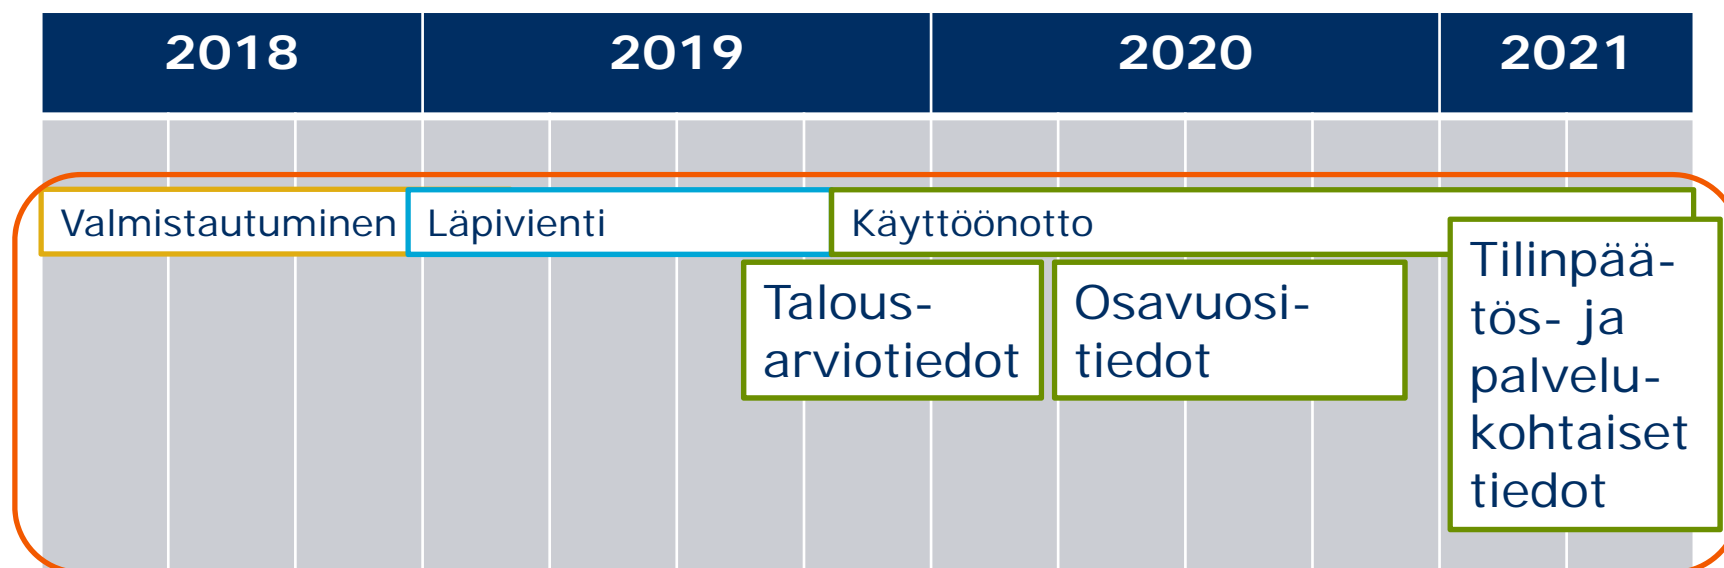 2018 2019 2020 2021
Valmistautuminen Läpivienti Käyttöönotto
Talous-
arviotiedot
Osavuosi-
tiedot
Tilinpää-
tös- ja
palvelu-
kohtaiset
tiedot